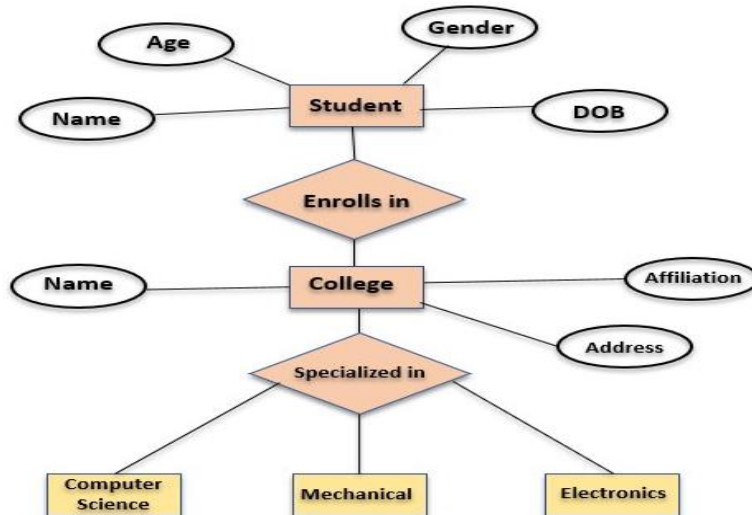 Age
Gender
Name
Student
DOB
Enrolls in
Name
College
Affiliation
Address
Specialized in
Computer
Science
Mechanical
Electronics